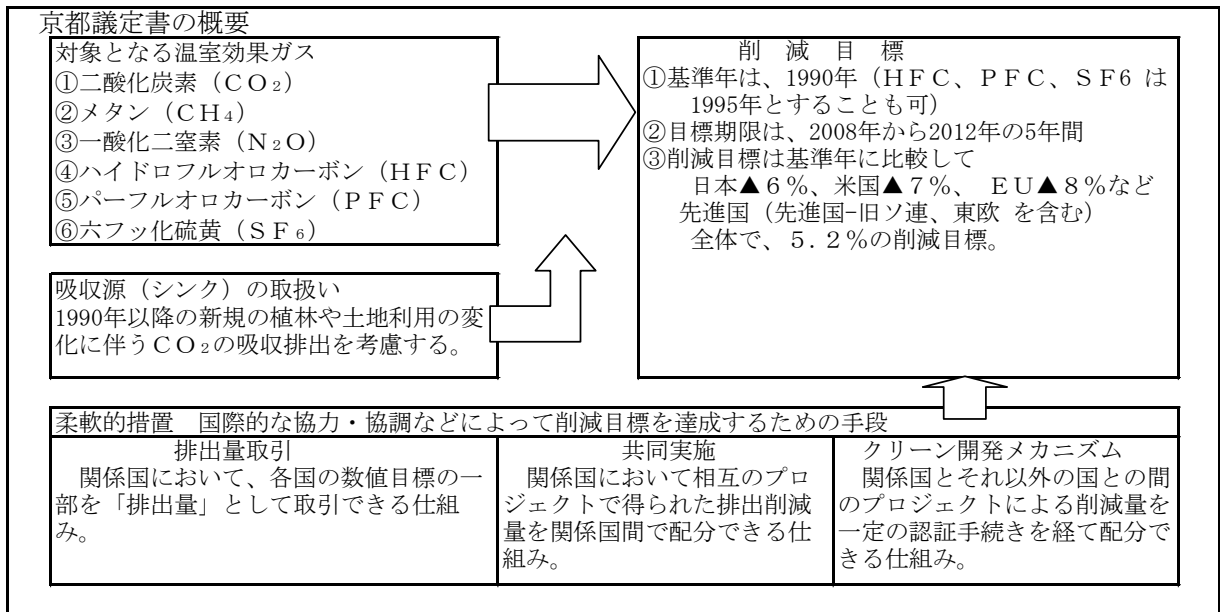 京都議定書の概要
対象となる温室効果ガス
①二酸化炭素（ＣＯ₂）
②メタン（ＣＨ₄）
③一酸化二窒素（Ｎ₂Ｏ）
④ハイドロフルオロカーボン（ＨＦＣ）
⑤パーフルオロカーボン（ＰＦＣ）
⑥六フッ化硫黄（ＳＦ₆）
吸収源（シンク）の取扱い
1990年以降の新規の植林や土地利用の変
化に伴うＣＯ₂の吸収排出を考慮する。
削　減　目　標
①基準年は、1990年（ＨＦＣ、ＰＦＣ、ＳＦ6 は
1995年とすることも可）
②目標期限は、2008年から2012年の5年間
③削減目標は基準年に比較して
日本▲６％、米国▲７％、 ＥＵ▲８％など
先進国（先進国-旧ソ連、東欧 を含む）
全体で、５.２％の削減目標。
柔軟的措置　国際的な協力・協調などによって削減目標を達成するための手段
排出量取引
関係国において、各国の数値目標の一
部を「排出量」として取引できる仕組
み。
共同実施
関係国において相互のプロ
ジェクトで得られた排出削減
量を関係国間で配分できる仕
組み。
クリーン開発メカニズム
関係国とそれ以外の国との間
のプロジェクトによる削減量を
一定の認証手続きを経て配分で
きる仕組み。